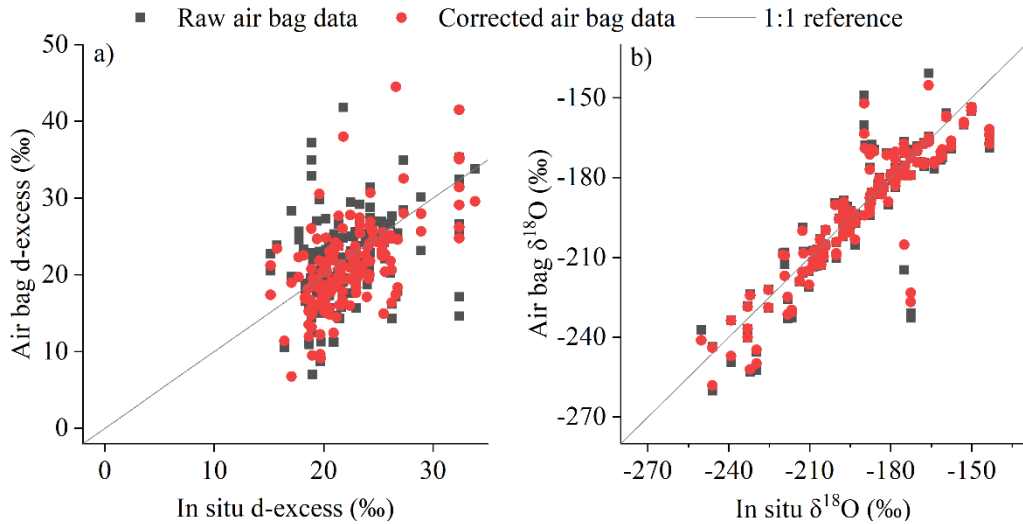 Raw air bag data Corrected air bag data 1:1 reference
a)
50
40
30
20
10
0
Air bag d-excess (‰)
0 10 20 30
In situ d-excess (‰)
b)
-150
-180
-210
-240
-270
Air bag δ¹⁸O (‰)
-270 -240 -210 -180 -150
In situ δ¹⁸O (‰)